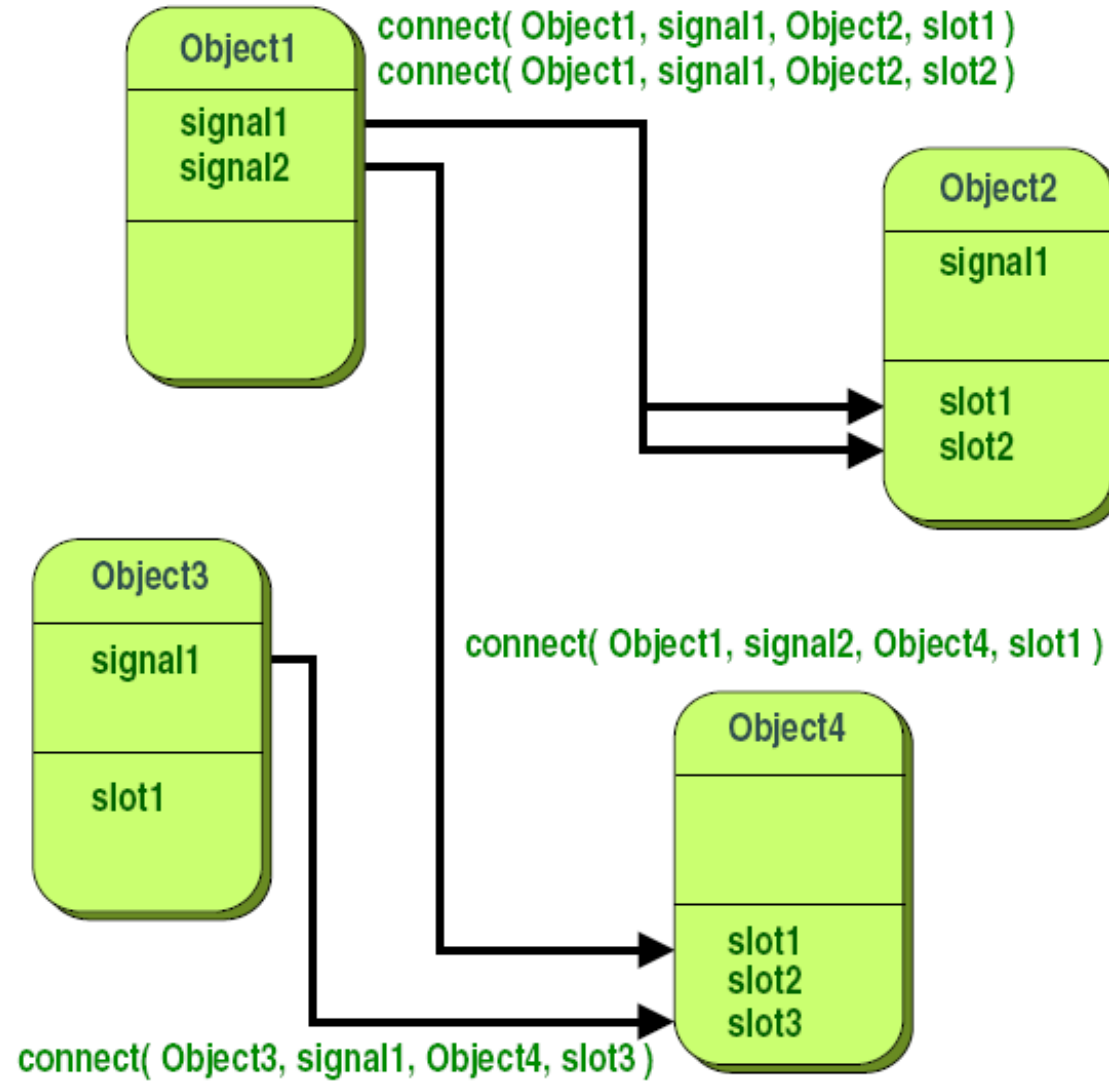 Object1
signal1
signal2
connect( Object1, signal1, Object2, slot1 )
connect( Object1, signal1, Object2, slot2 )
Object2
signal1
slot1
slot2
Object3
signal1
slot1
connect( Object1, signal2, Object4, slot1 )
Object4
slot1
slot2
slot3
connect( Object3, signal1, Object4, slot3 )